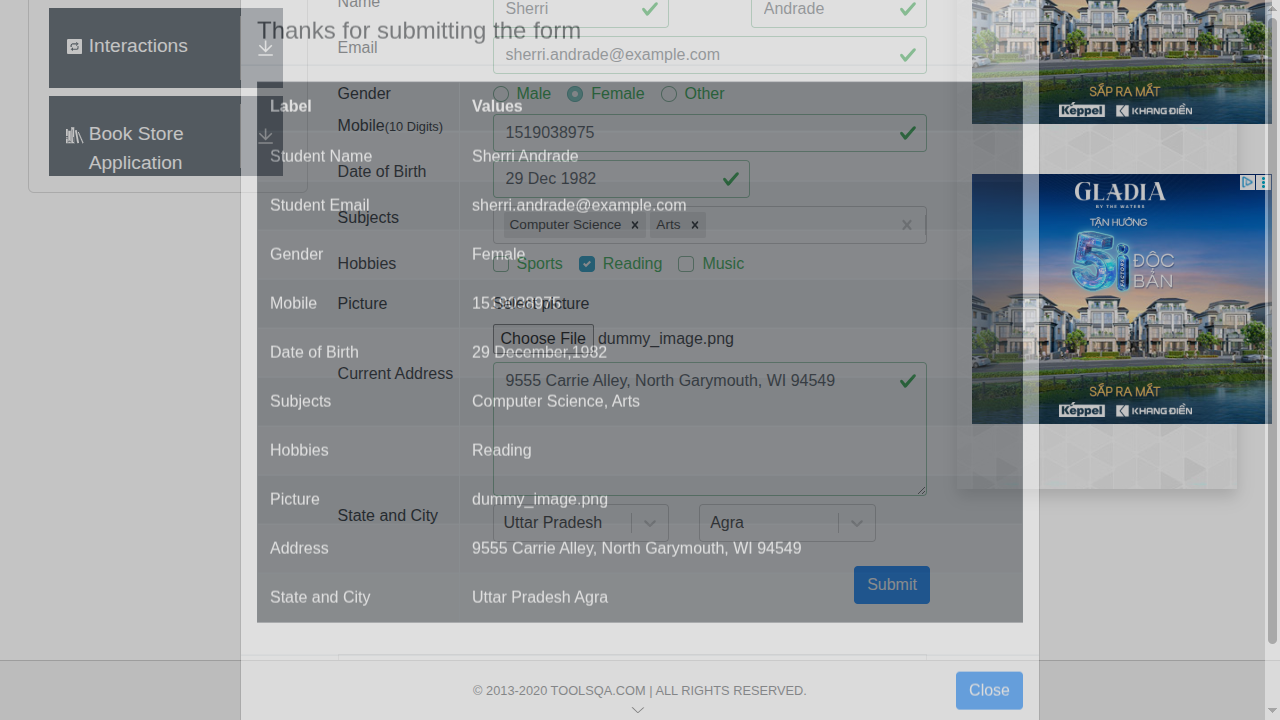 Name
Sherri
Andrade
Interactions
Thanks for submitting the form
Email
sherri.andrade@example.com
Gender
Male
Female
Other
Label
Values
Mobile(10 Digits)
1519038975
Book Store
Application
Student Name
Sherri Andrade
Date of Birth
29 Dec 1982
Student Email
sherri.andrade@example.com
Subjects
Computer Science x
Arts x
Gender
Female
Hobbies
Sports
Reading
Music
Mobile
1519038975
Picture
Select picture
Choose File
dummy_image.png
Date of Birth
29 December,1982
Current Address
9555 Carrie Alley, North Garymouth, WI 94549
Subjects
Computer Science, Arts
Hobbies
Reading
Picture
dummy_image.png
State and City
Uttar Pradesh
Agra
Address
9555 Carrie Alley, North Garymouth, WI 94549
Submit
State and City
Uttar Pradesh Agra
© 2013-2020 TOOLSQA.COM | ALL RIGHTS RESERVED.
Close
SẮP RA MẮT
Keppel
KHANG ĐIỀN
GLADIA
BY THE WATERS
TẬN HƯỞNG
5i
FACTORS
ĐỘC
BẢN
SẮP RA MẮT
Keppel
KHANG ĐIỀN